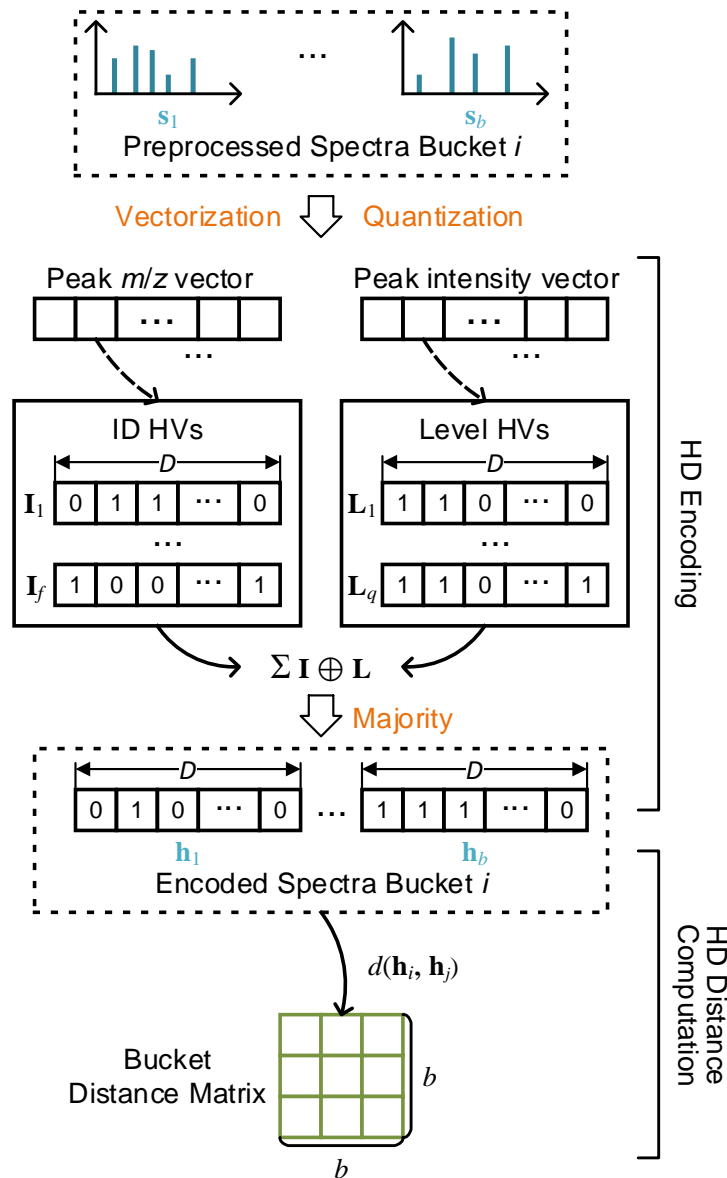 ...
s1 sb
Preprocessed Spectra Bucket i
Vectorization Quantization
Peak m/z vector Peak intensity vector
... ...
... ...
ID HVs Level HVs
D D
I1 0 1 1 ... 0 L1 1 1 0 ... 0
... ...
If 1 0 0 ... 1 Lq 1 1 0 ... 1
Σ I ⊕ L
Majority
D D
0 1 0 ... 0 ... 1 1 1 ... 0
h1 hb
Encoded Spectra Bucket i
HD Encoding
d(hi, hj)
Bucket
Distance Matrix
b
b
HD Distance
Computation